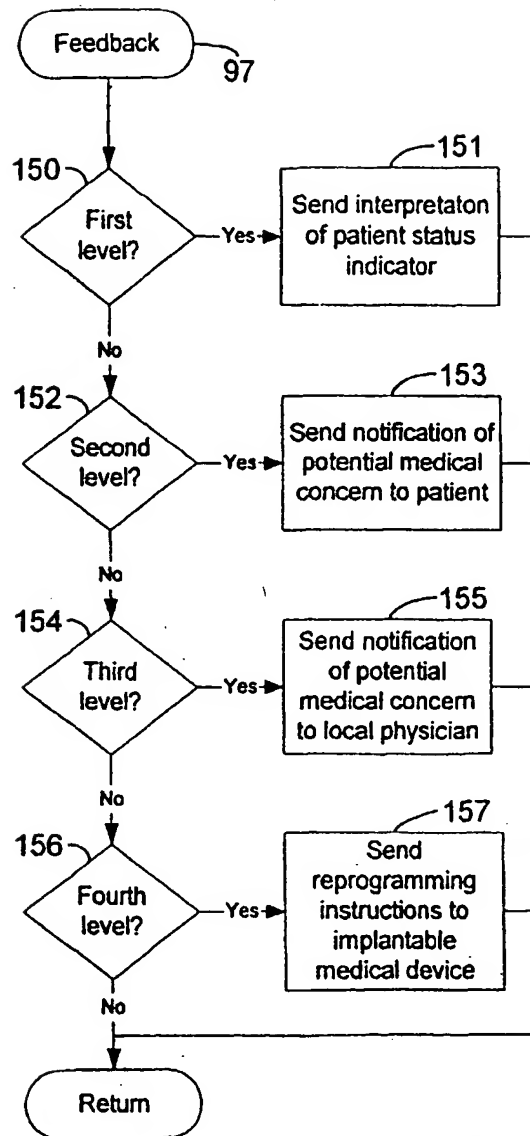 Feedback
97
150
151
First
level?
Yes
Send interpretaton
of patient status
indicator
No
152
153
Second
level?
Yes
Send notification of
potential medical
concern to patient
No
154
155
Third
level?
Yes
Send notification
of potential
medical concern
to local physician
No
156
157
Fourth
level?
Yes
Send
reprogramming
instructions to
implantable
medical device
No
Return